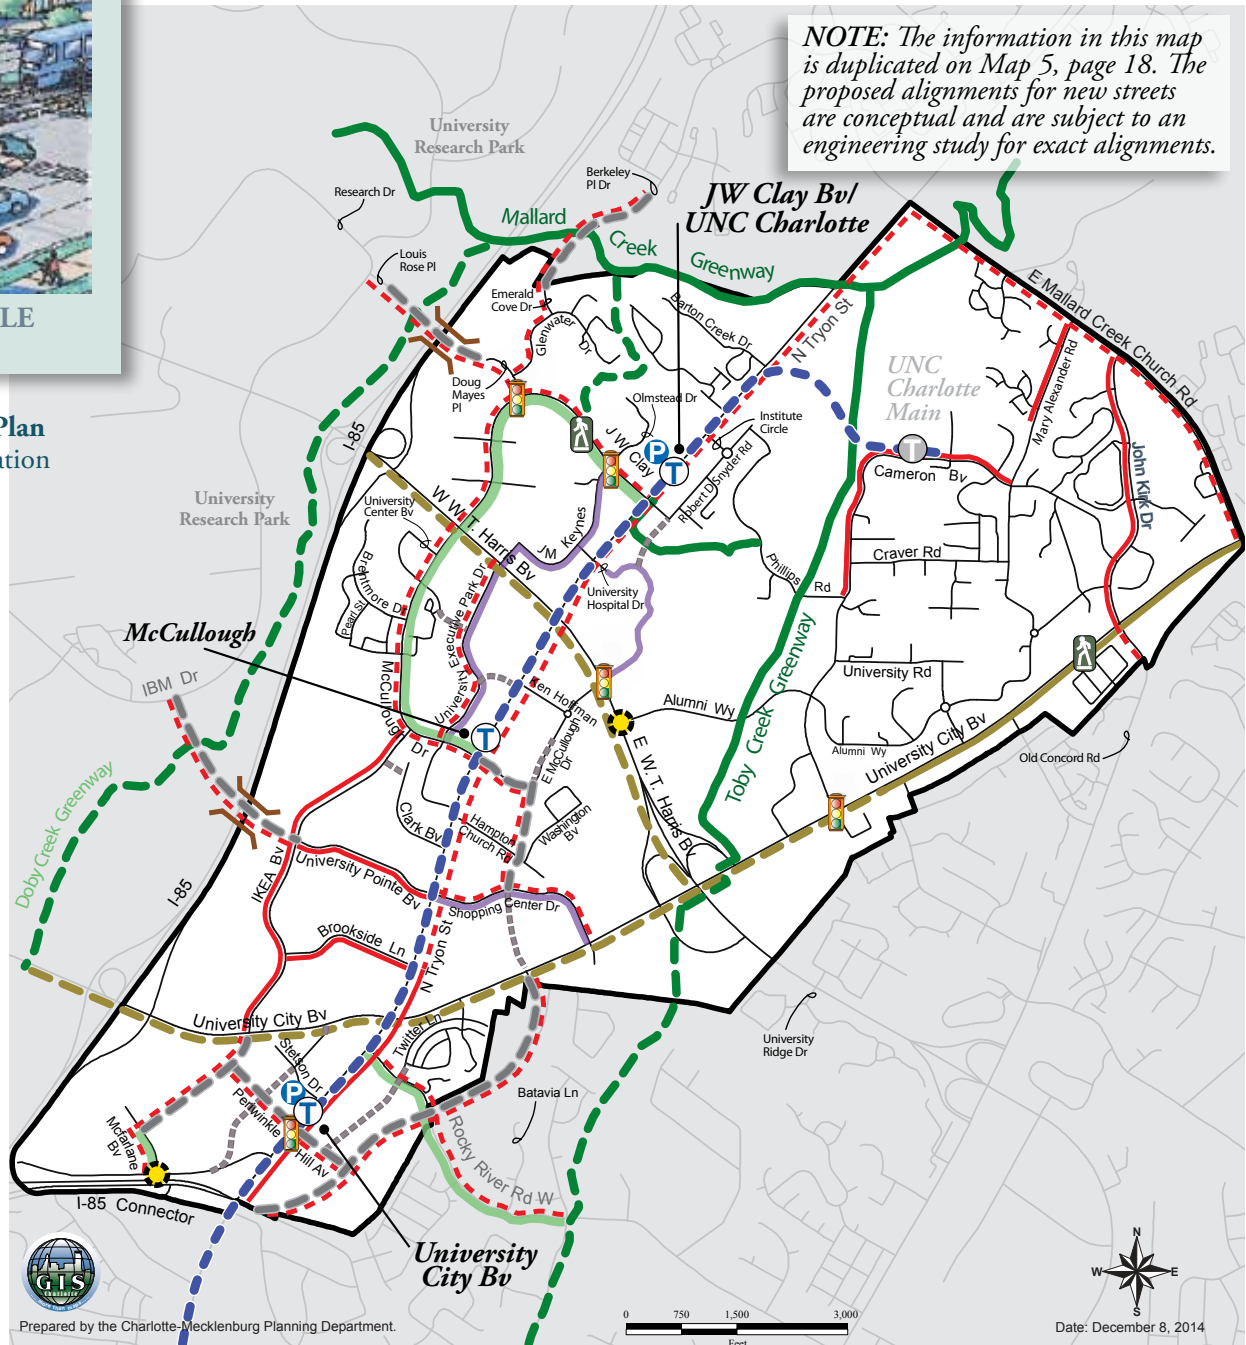 NOTE: The information in this map
is duplicated on Map 5, page 18. The
proposed alignments for new streets
are conceptual and are subject to an
engineering study for exact alignments.
LE
Plan
ation
University
Research Park
Berkeley
Pl Dr
Research Dr
JW Clay Bv/
UNC Charlotte
Mallard
Creek
Greenway
Louis
Rose Pl
Emerald
Cove Dr
Glenwater
Dr
Barton Creek Dr
N Tryon St
E Mallard Creek Church Rd
UNC
Charlotte
Main
Mary Alexander Rd
Doug
Mayes
Pl
Olmstead Dr
Institute
Circle
I-85
J W Clay
P
T
T
Robert D Snyder Rd
Cameron Bv
John Kirk Dr
University
Research Park
University
Center Bv
W W.T. Harris Bv
JM Keynes
Craver Rd
Phillips Rd
Brentmore Dr
Pearl St
University Executive Park Dr
University
Hospital Dr
McCullough
McCullough Dr
University Rd
Ken Hoffman
Alumni Wy
IBM Dr
T
E McCullough
Dr
Alumni Wy
University City Bv
Old Concord Rd
E W.T. Harris Bv
Toby Creek Greenway
Doby Creek Greenway
Clark Bv
Hampton
Church Rd
Washington
Bv
IKEA Bv
University Pointe Bv
I-85
Shopping Center Dr
Brookside Ln
N Tryon St
University City Bv
Twitter Ln
Stetson Dr
University
Ridge Dr
P
T
Periwinkle
Hill Av
Batavia Ln
Mcfarlane
Bv
Rocky River Rd W
I-85 Connector
University
City Bv
GIS
N
W
E
S
0 750 1,500 3,000
Feet
Prepared by the Charlotte-Mecklenburg Planning Department.
Date: December 8, 2014